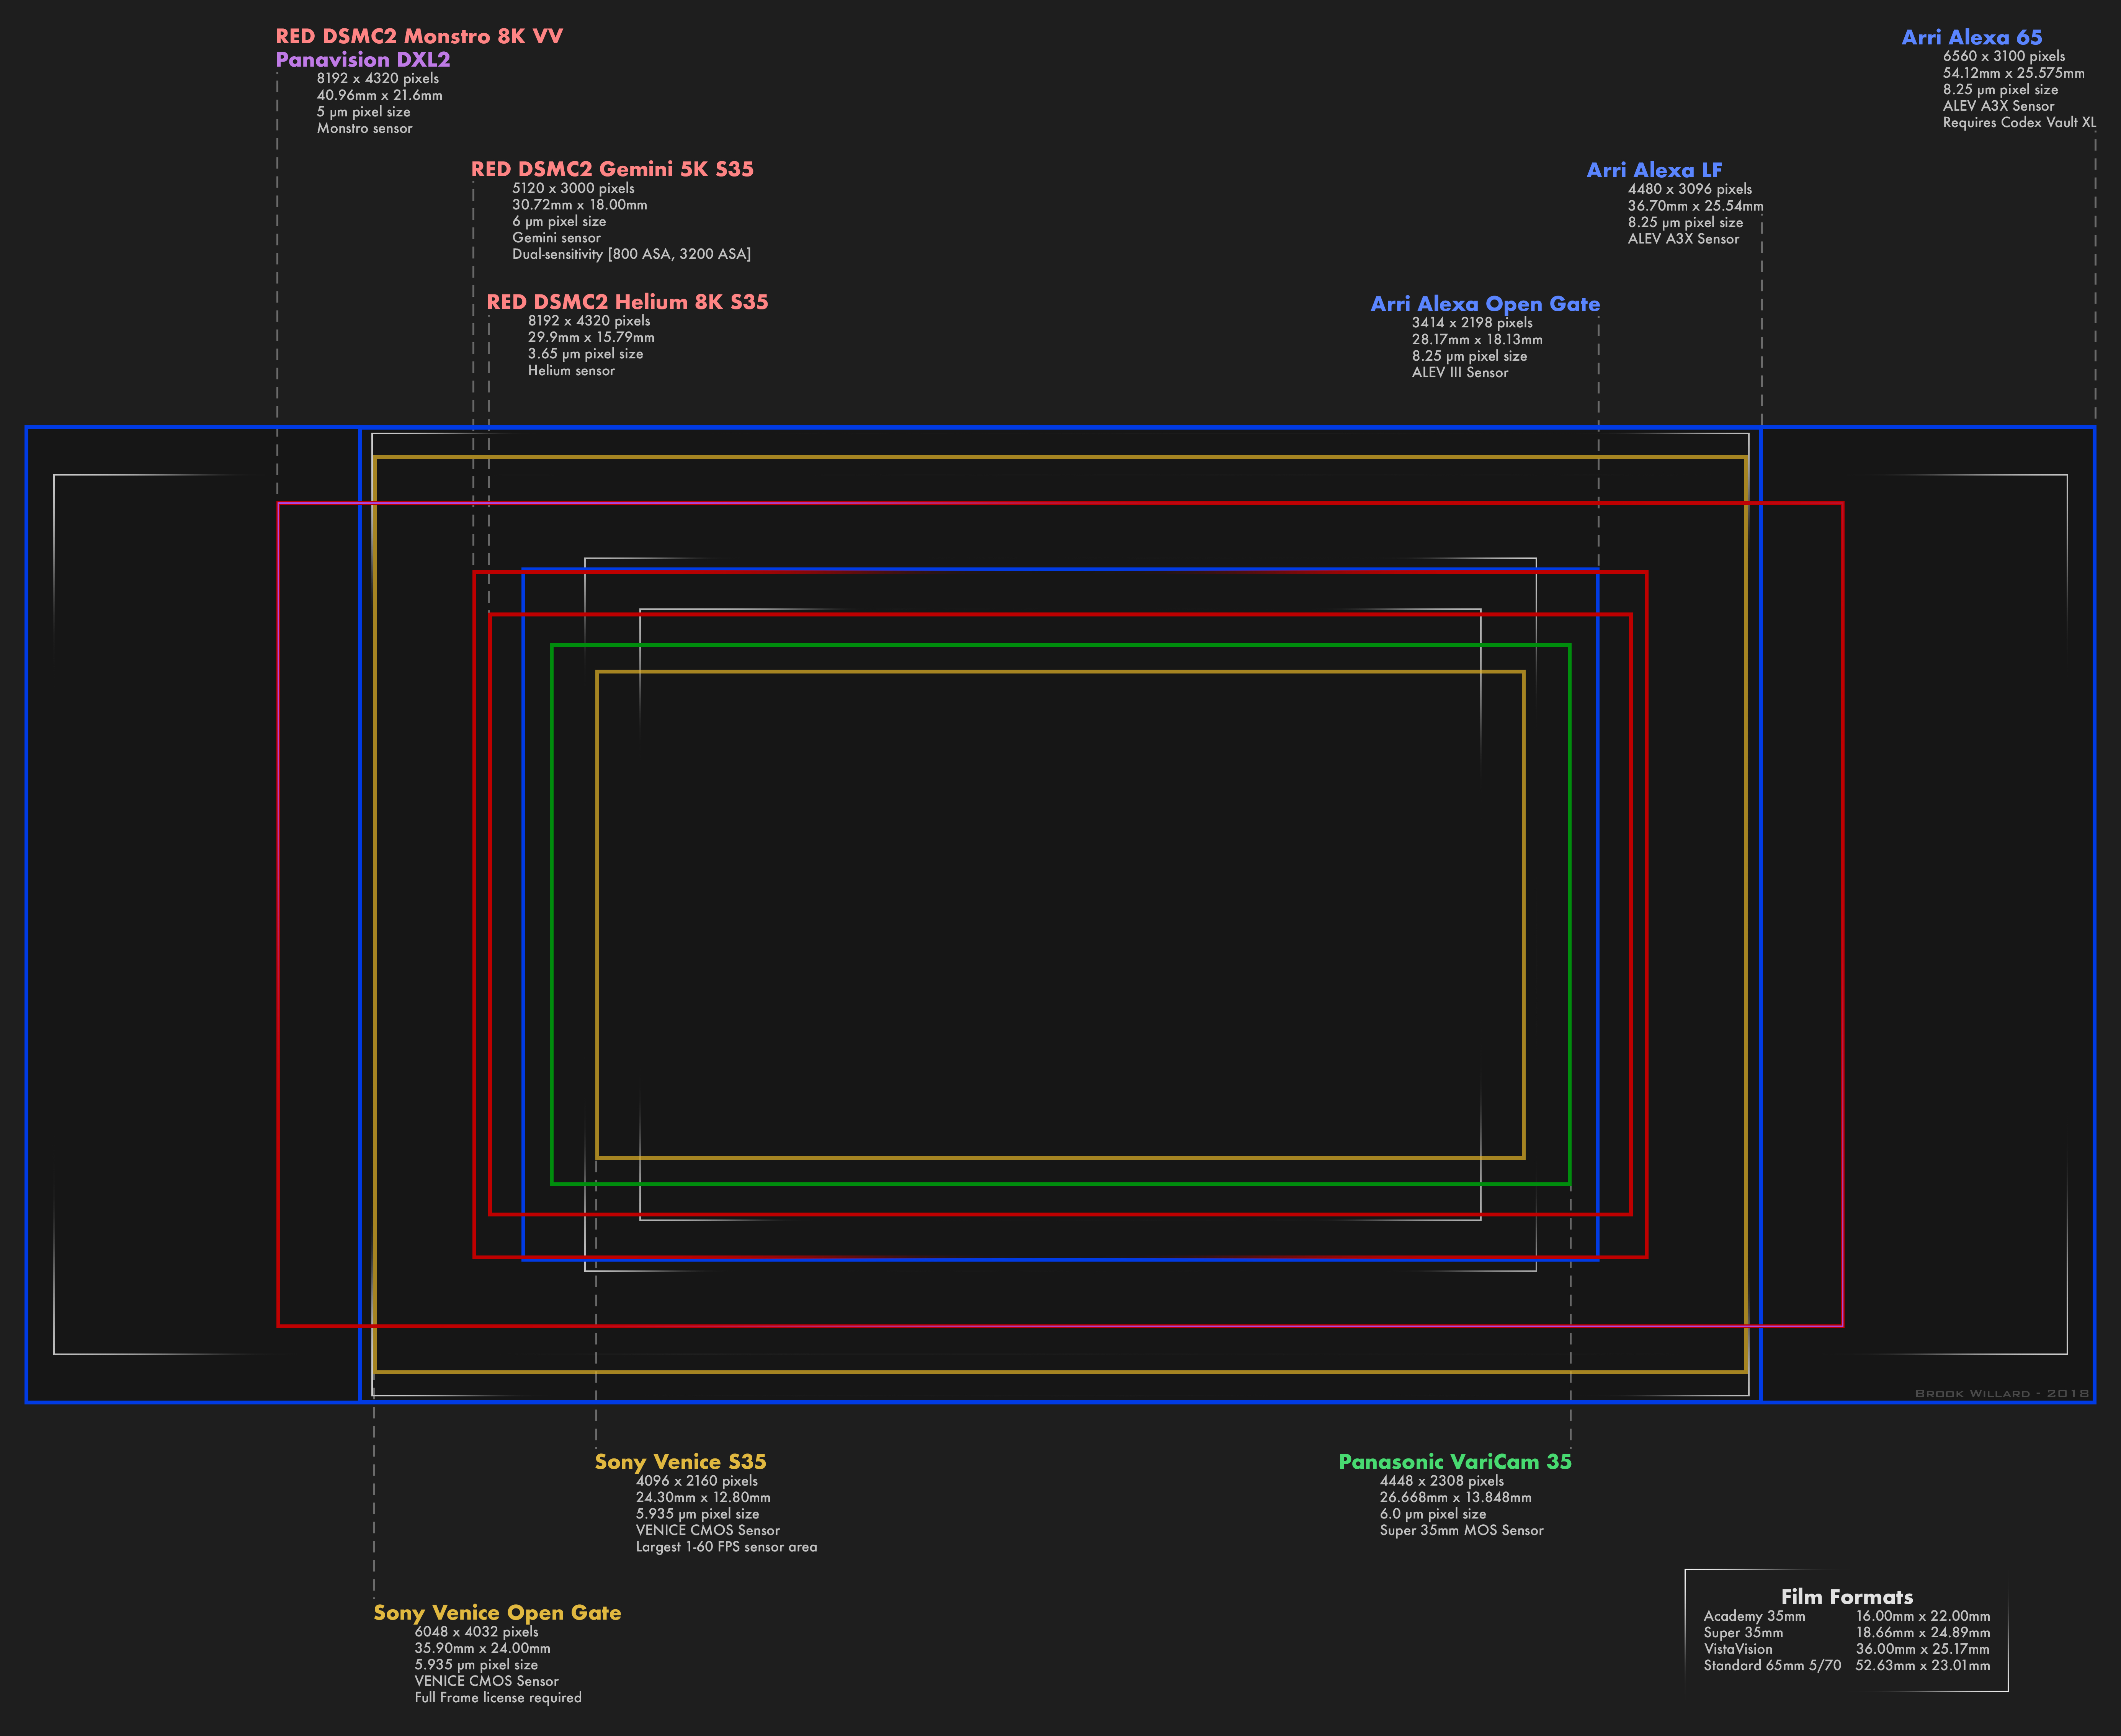 RED DSMC2 Monstro 8K VV
Panavision DXL2
8192 x 4320 pixels
40.96mm x 21.6mm
5 µm pixel size
Monstro sensor
Arri Alexa 65
6560 x 3100 pixels
54.12mm x 25.575mm
8.25 µm pixel size
ALEV A3X Sensor
Requires Codex Vault XL
RED DSMC2 Gemini 5K S35
5120 x 3000 pixels
30.72mm x 18.00mm
6 µm pixel size
Gemini sensor
Dual-sensitivity [800 ASA, 3200 ASA]
Arri Alexa LF
4480 x 3096 pixels
36.70mm x 25.54mm
8.25 µm pixel size
ALEV A3X Sensor
RED DSMC2 Helium 8K S35
8192 x 4320 pixels
29.9mm x 15.79mm
3.65 µm pixel size
Helium sensor
Arri Alexa Open Gate
3414 x 2198 pixels
28.17mm x 18.13mm
8.25 µm pixel size
ALEV III Sensor
Brook Willard - 2018
Sony Venice S35
4096 x 2160 pixels
24.30mm x 12.80mm
5.935 µm pixel size
VENICE CMOS Sensor
Largest 1-60 FPS sensor area
Panasonic VariCam 35
4448 x 2308 pixels
26.668mm x 13.848mm
6.0 µm pixel size
Super 35mm MOS Sensor
Sony Venice Open Gate
6048 x 4032 pixels
35.90mm x 24.00mm
5.935 µm pixel size
VENICE CMOS Sensor
Full Frame license required
Film Formats
Academy 35mm 16.00mm x 22.00mm
Super 35mm 18.66mm x 24.89mm
VistaVision 36.00mm x 25.17mm
Standard 65mm 5/70 52.63mm x 23.01mm